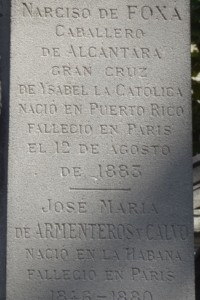 NARCISO DE FOXA
CABALLERO
DE ALCANTARA
GRAN CRUZ
DE YSABEL LA CATOLICA
NACIO EN PUERTO RICO
FALLECIO EN PARIS
EL 12 DE AGOSTO
DE 1883
JOSE MARIA
DE ARMENTEROS Y CALVO
NACIO EN LA HABANA
FALLECIO EN PARIS